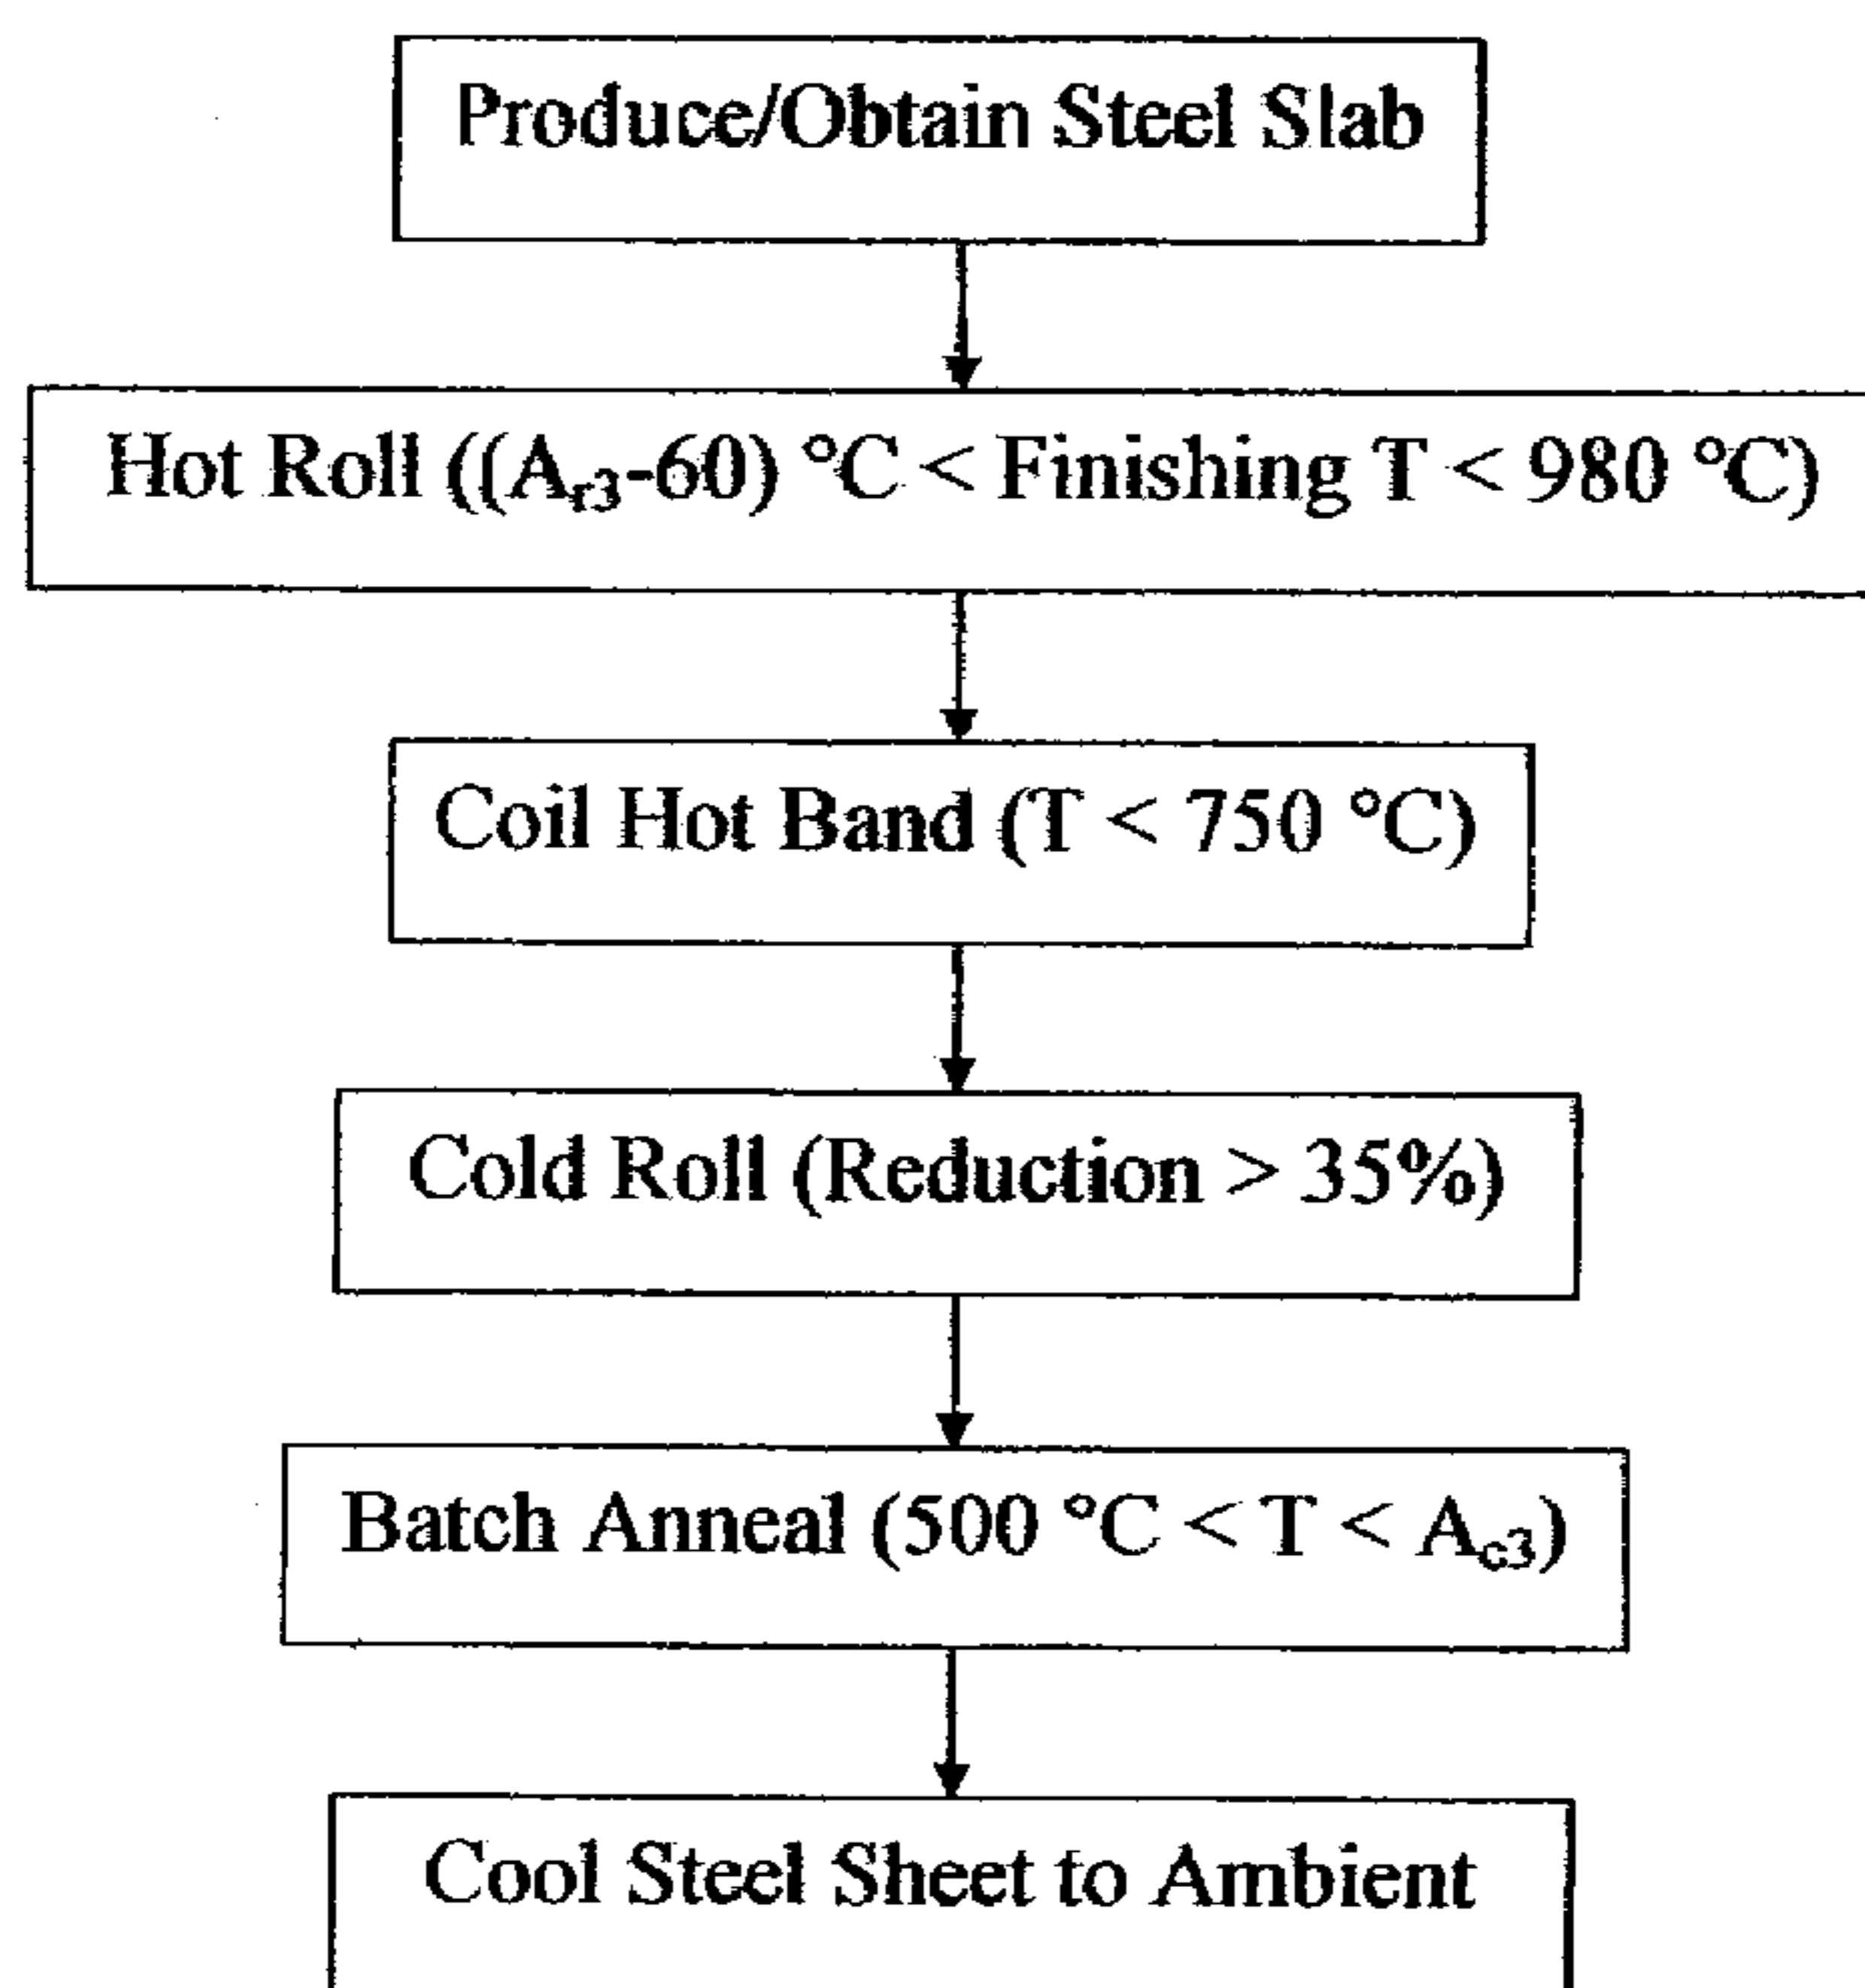 Produce/Obtain Steel Slab
Hot Roll ((Ar3-60) °C < Finishing T < 980 °C)
Coil Hot Band (T < 750 °C)
Cold Roll (Reduction > 35%)
Batch Anneal (500 °C < T < Ac3)
Cool Steel Sheet to Ambient